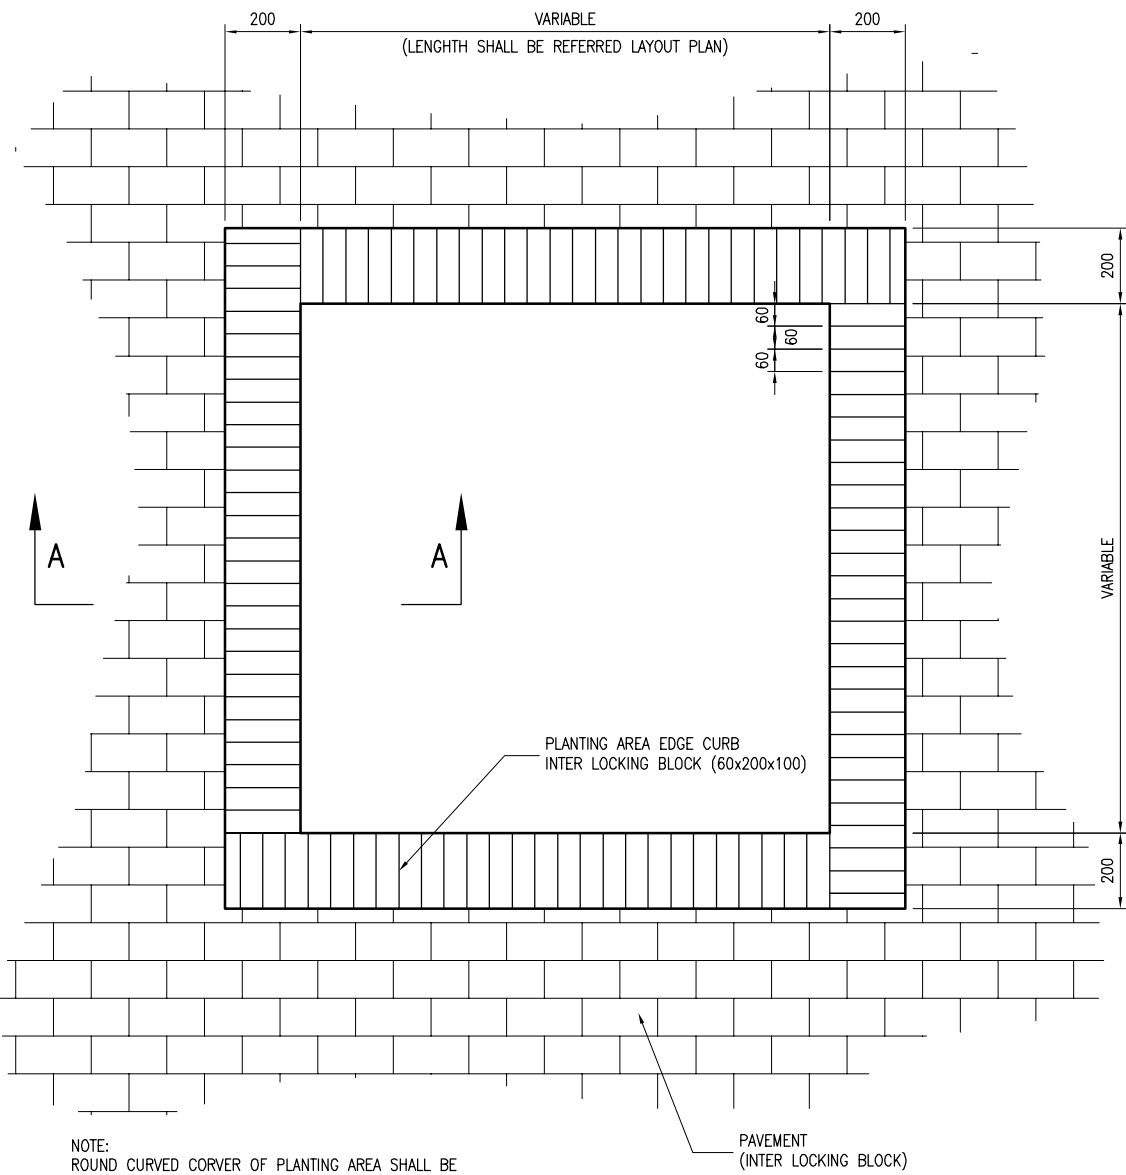 200
VARIABLE
200
(LENGHTH SHALL BE REFERRED LAYOUT PLAN)
200
60
60
60
A
A
VARIABLE
PLANTING AREA EDGE CURB
INTER LOCKING BLOCK (60x200x100)
200
NOTE:
ROUND CURVED CORVER OF PLANTING AREA SHALL BE
PAVEMENT
(INTER LOCKING BLOCK)